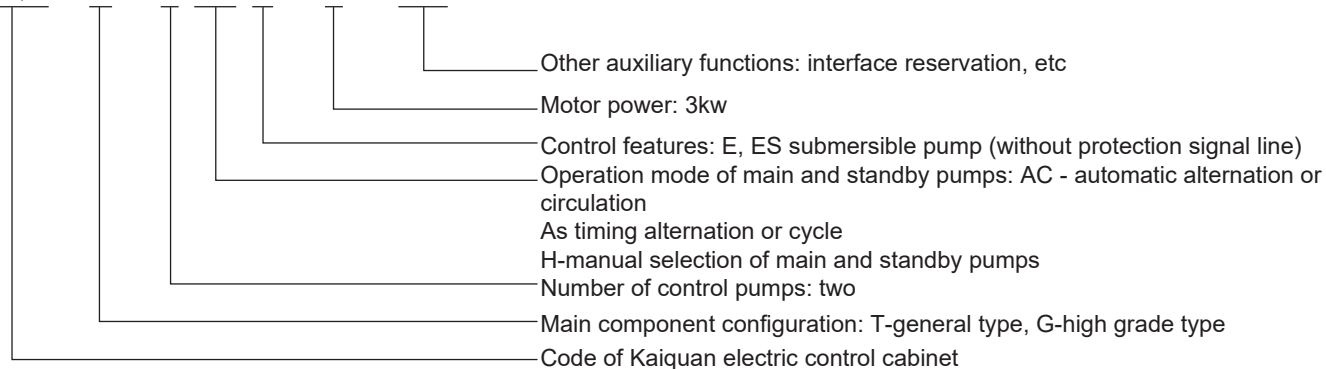 Other auxiliary functions: interface reservation, etc
Motor power: 3kw
Control features: E, ES submersible pump (without protection signal line)
Operation mode of main and standby pumps: AC - automatic alternation or
circulation
As timing alternation or cycle
H-manual selection of main and standby pumps
Number of control pumps: two
Main component configuration: T-general type, G-high grade type
Code of Kaiquan electric control cabinet